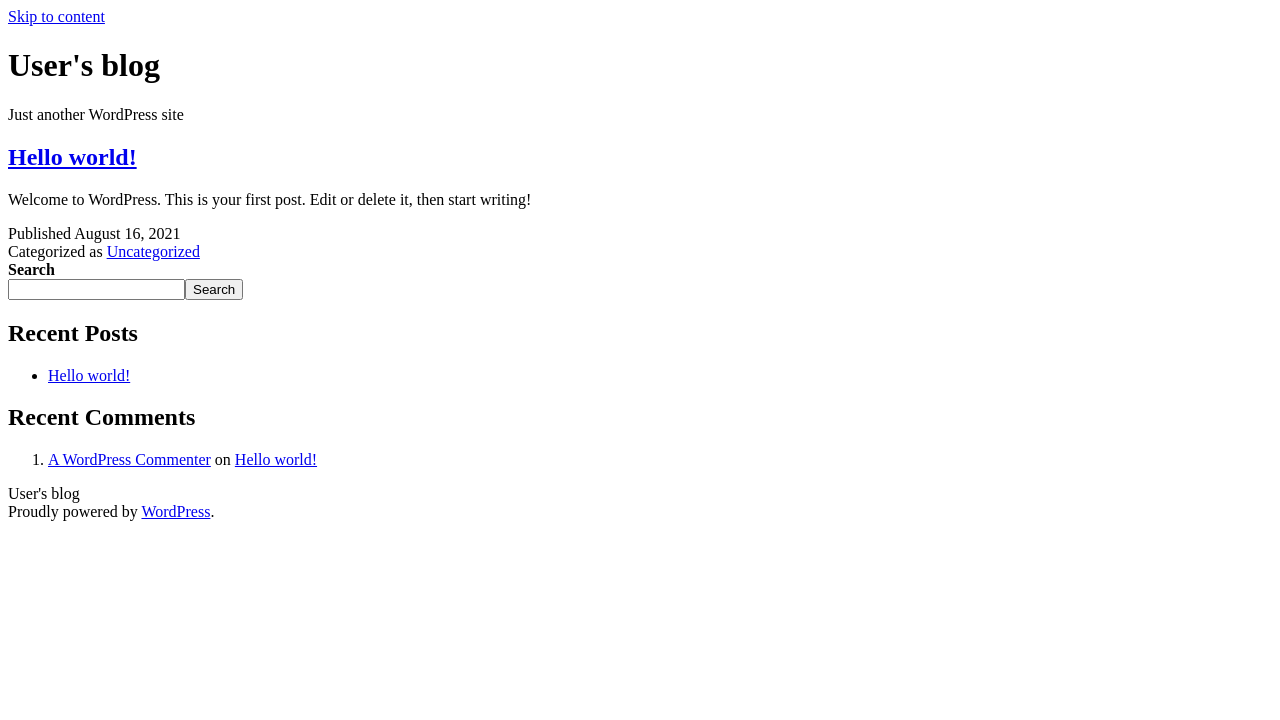 Skip to content
User's blog
Just another WordPress site
Hello world!
Welcome to WordPress. This is your first post. Edit or delete it, then start writing!
Published August 16, 2021
Categorized as Uncategorized
Search
Search
Recent Posts
Hello world!
Recent Comments
1. A WordPress Commenter on Hello world!
User's blog
Proudly powered by WordPress.